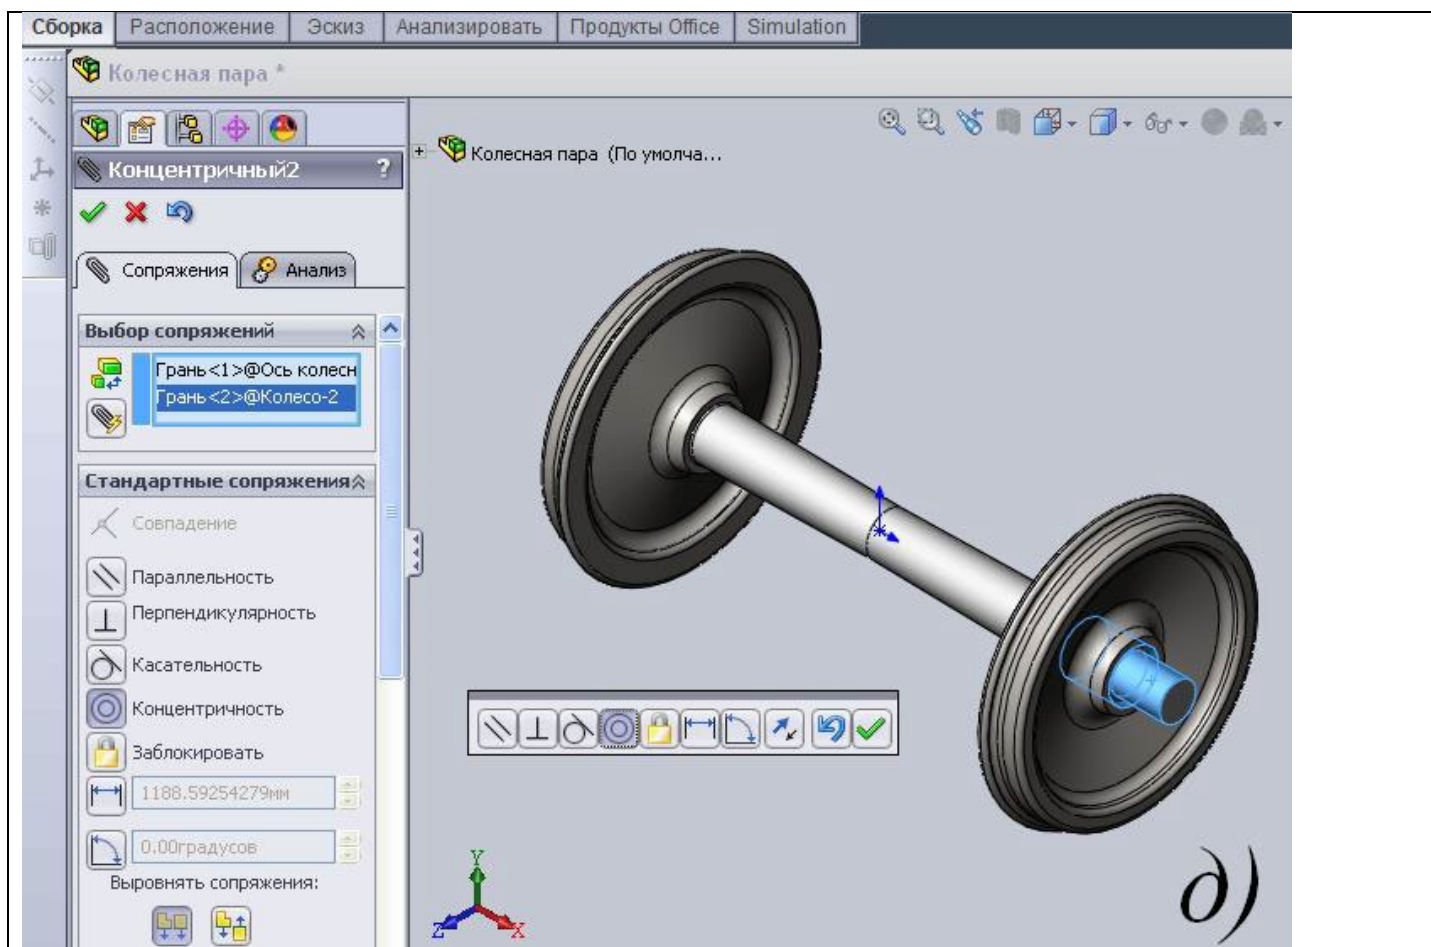 Сборка Расположение Эскиз Анализировать Продукты Office Simulation
Колесная пара *
Колесная пара (По умолча...
Концентричный2 ?
Сопряжения Анализ
Выбор сопряжений
Грань<1>@Ось колесн
Грань<2>@Колесо-2
Стандартные сопряжения
Совпадение
Параллельность
Перпендикулярность
Касательность
Концентричность
Заблокировать
1188.59254279мм
0.00градусов
Выровнять сопряжения:
Y
Z X
д)